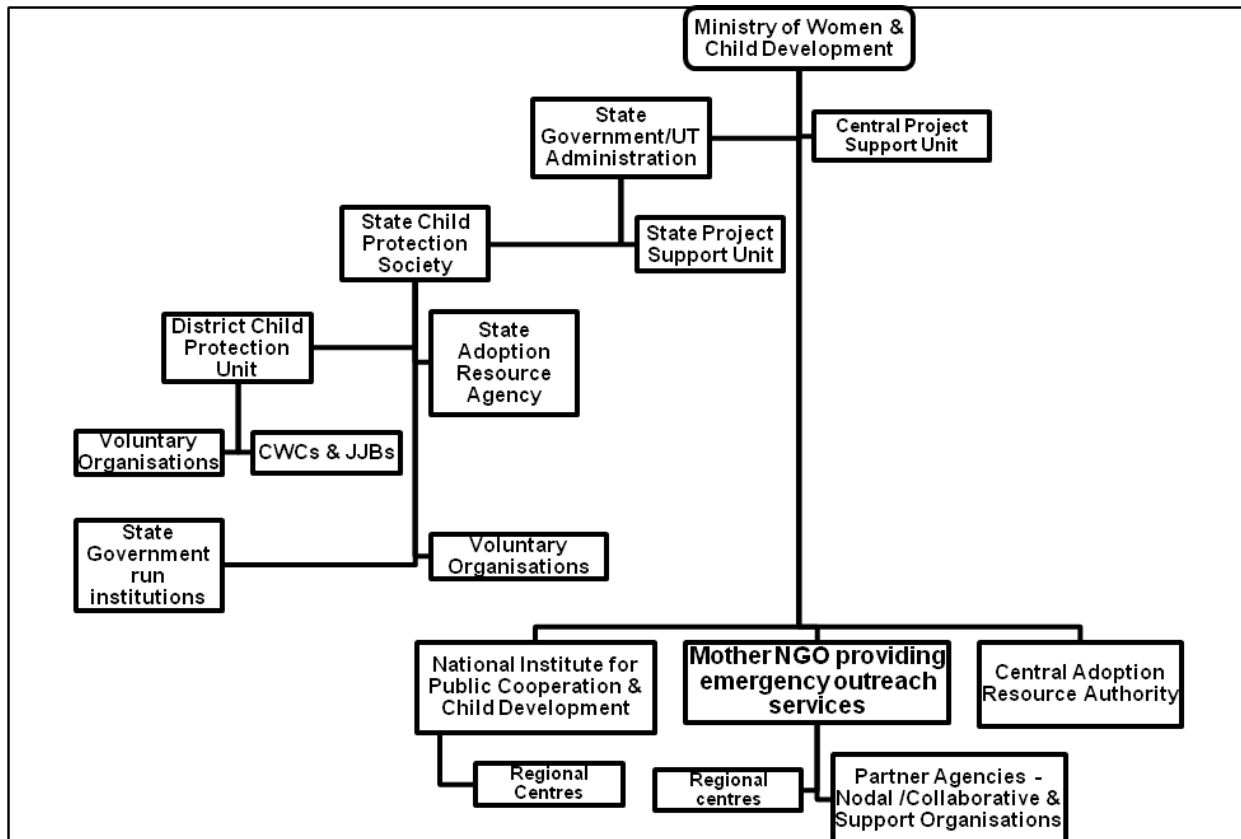 Ministry of Women &
Child Development
State
Government/UT
Administration
Central Project
Support Unit
State Child
Protection
Society
State Project
Support Unit
District Child
Protection
Unit
State
Adoption
Resource
Agency
Voluntary
Organisations
CWCs & JJBs
State
Government
run
institutions
Voluntary
Organisations
National Institute for
Public Cooperation &
Child Development
Mother NGO providing
emergency outreach
services
Central Adoption
Resource Authority
Regional
Centres
Regional
centres
Partner Agencies -
Nodal /Collaborative &
Support Organisations